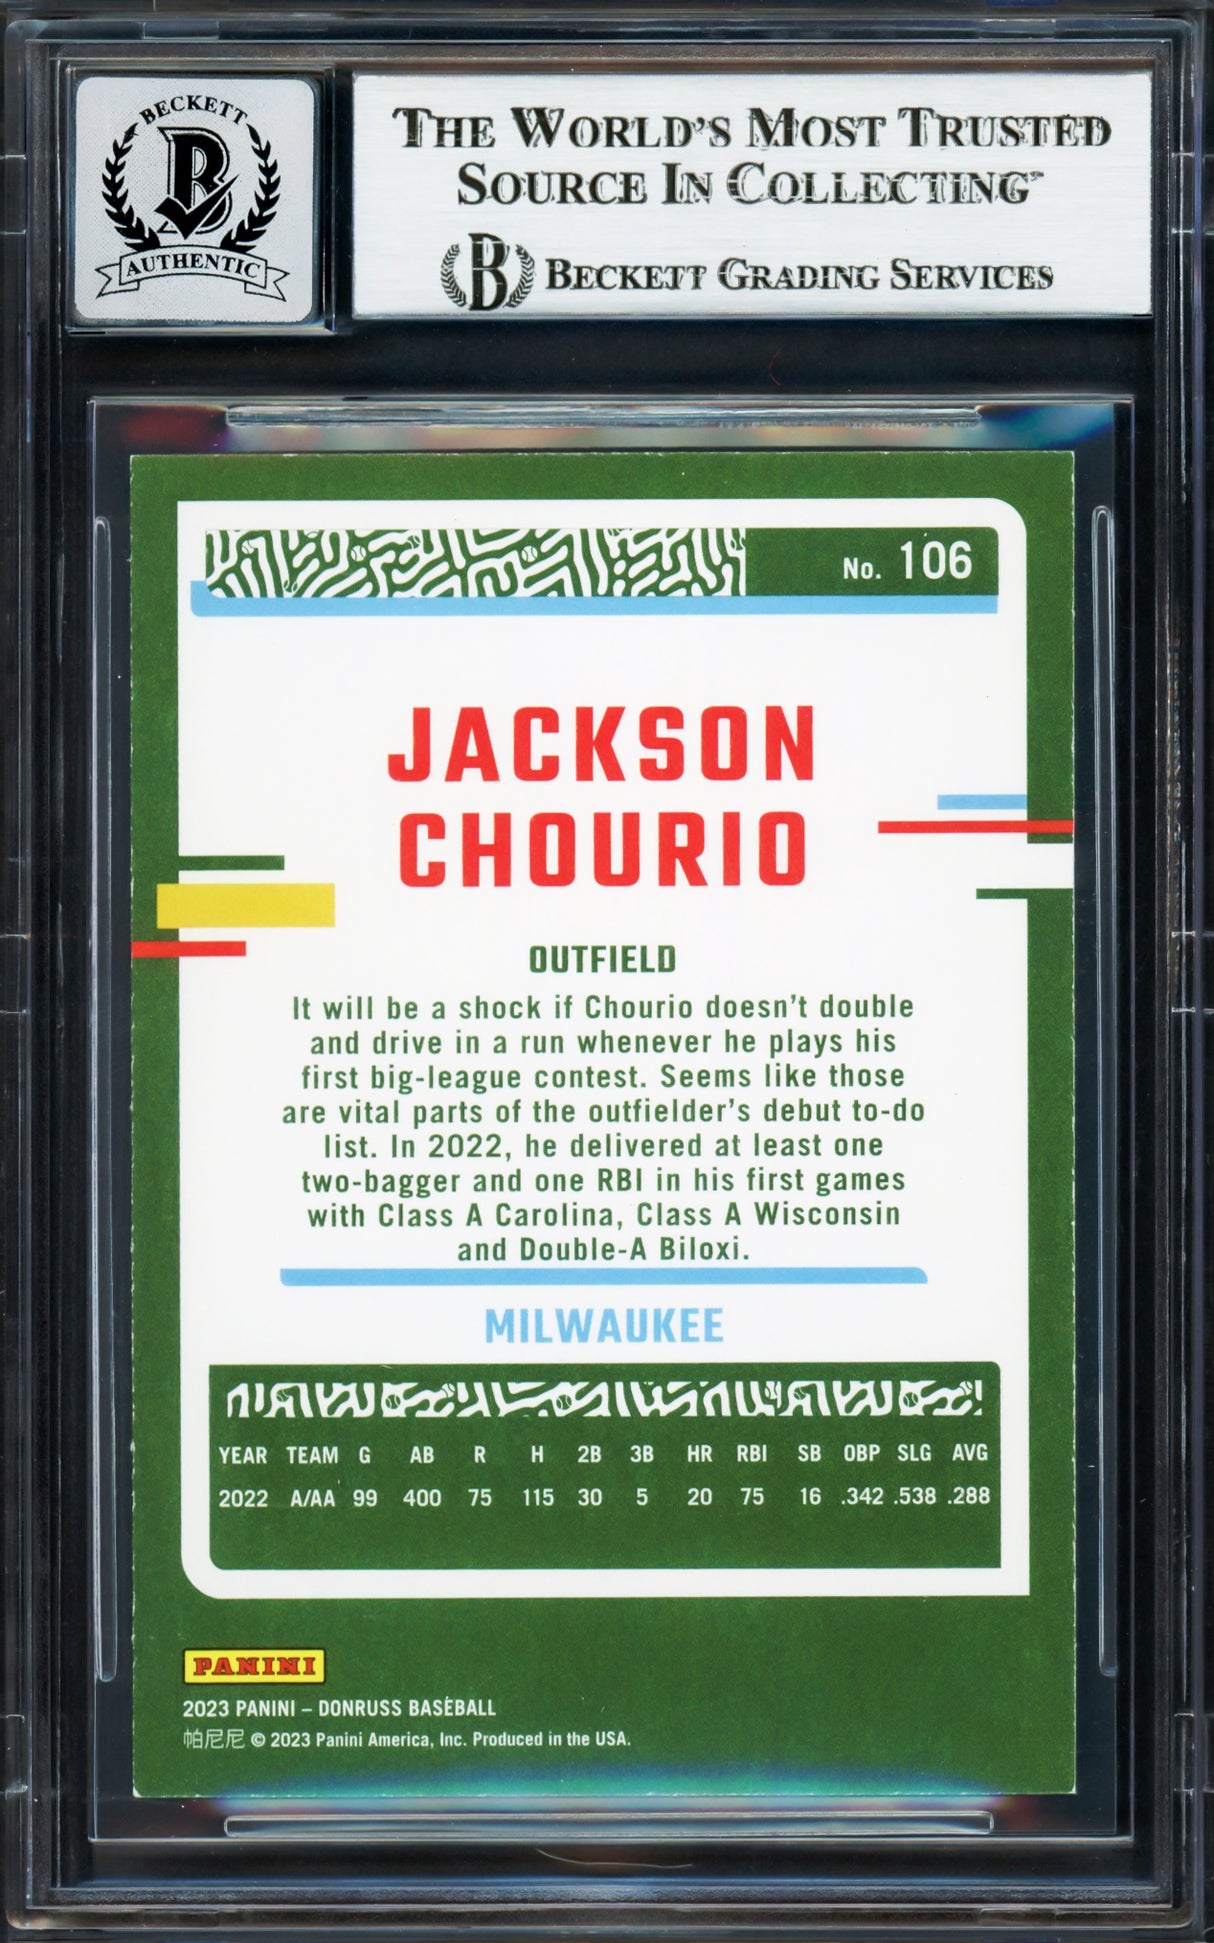 BECKETT
AUTHENTIC
THE WORLD'S MOST TRUSTED
SOURCE IN COLLECTING™
BECKETT GRADING SERVICES
No. 106
JACKSON
CHOURIO
OUTFIELD
It will be a shock if Chourio doesn't double
and drive in a run whenever he plays his
first big-league contest. Seems like those
are vital parts of the outfielder's debut to-do
list. In 2022, he delivered at least one
two-bagger and one RBI in his first games
with Class A Carolina, Class A Wisconsin
and Double-A Biloxi.
MILWAUKEE
YEAR TEAM G AB R H 2B 3B HR RBI SB OBP SLG AVG
2022 A/AA 99 400 75 115 30 5 20 75 16 .342 .538 .288
PANINI
2023 PANINI – DONRUSS BASEBALL
帕尼尼 © 2023 Panini America, Inc. Produced in the USA.